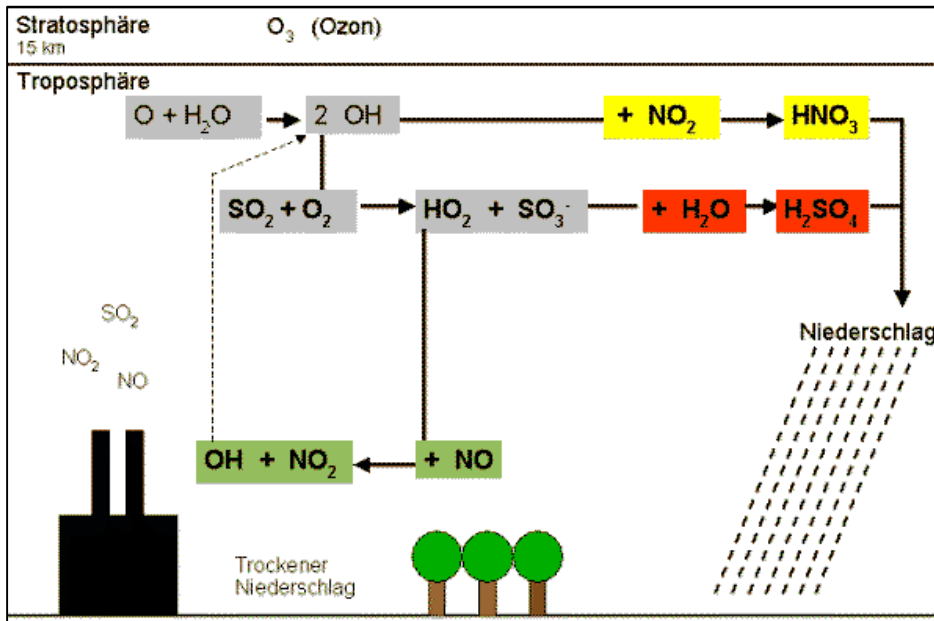 Stratosphäre O₃ (Ozon)
15 km
Troposphäre
O + H₂O 2 OH + NO₂ HNO₃
SO₂ + O₂ HO₂ + SO₃⁻ + H₂O H₂SO₄
SO₂
NO₂
NO
Niederschlag
OH + NO₂ + NO
Trockener
Niederschlag